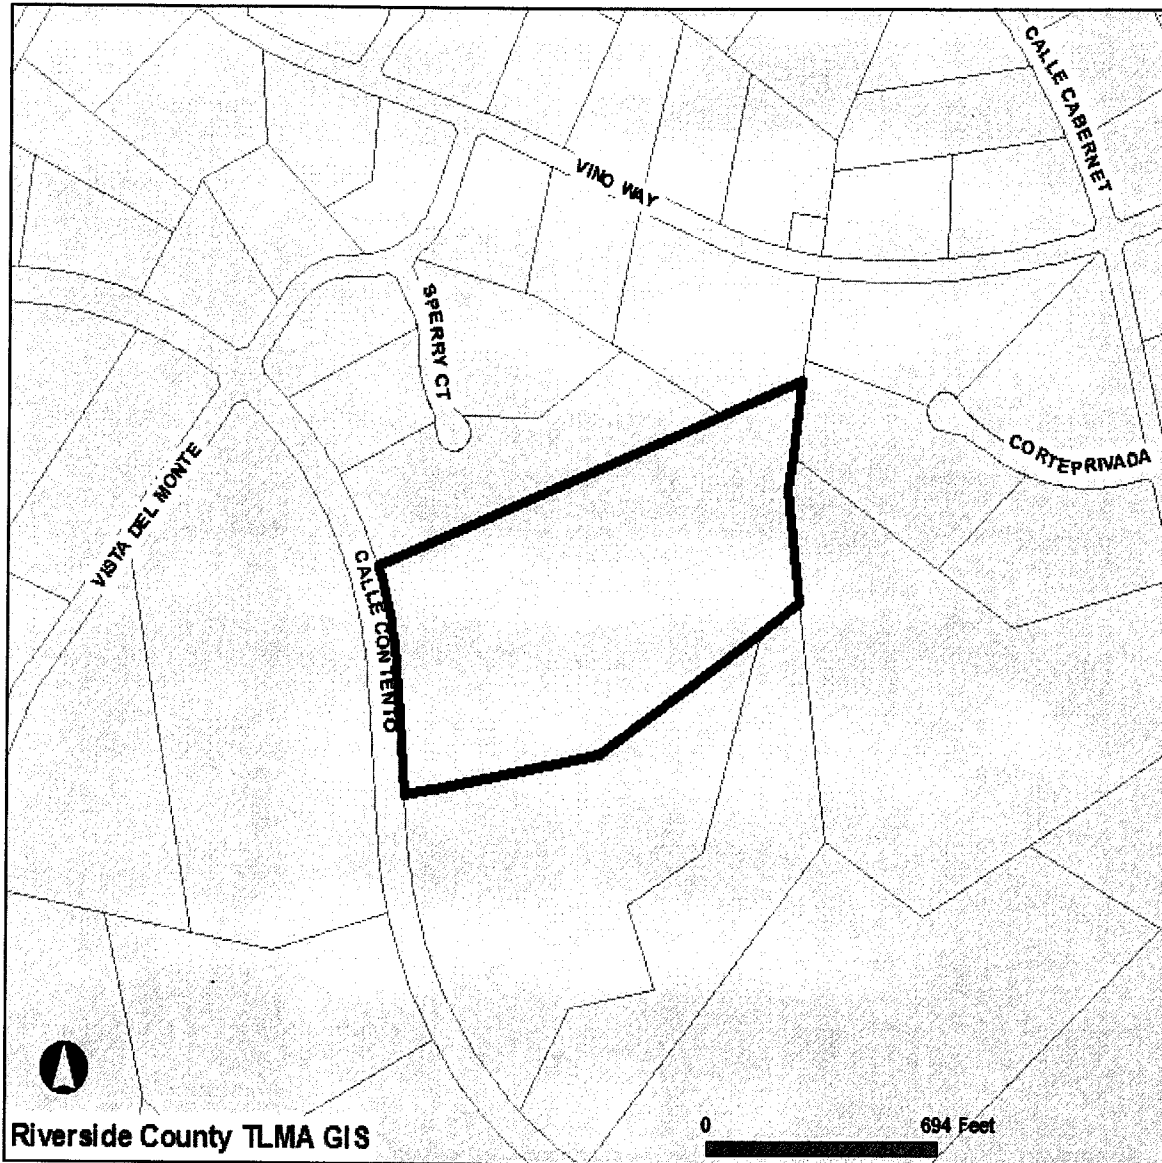 CALLE CABERNET
VINO WAY
SPERRY CT
CORTEPRIVADA
VISTA DEL MONTE
CALLE CONTENTO
Riverside County TLMA GIS
0 694 Feet